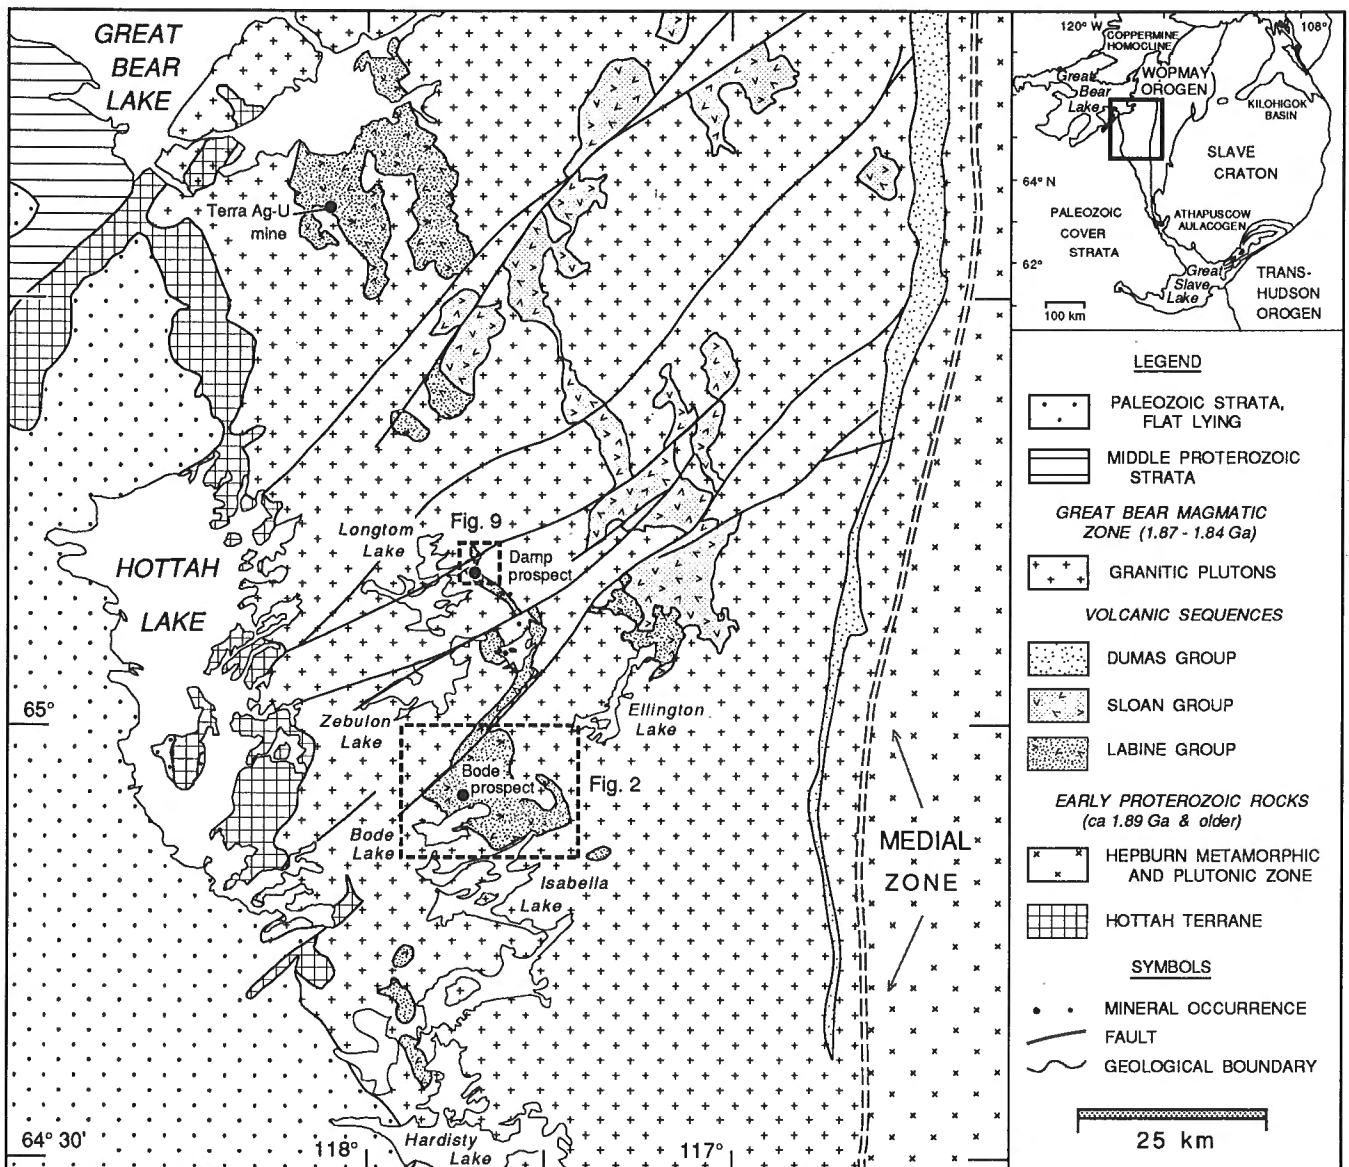 GREAT
BEAR
LAKE
Terra Ag-U
mine
HOTTAH
LAKE
Longtom
Lake
Fig. 9
Damp
prospect
Zebulon
Lake
Ellington
Lake
65°
Bode
prospect
Fig. 2
Bode
Lake
Isabella
Lake
MEDIAL
ZONE
64° 30'
118°
Hardisty
Lake
117°
120° W
108°
COPPERMINE
HOMOCLINE
Great
Bear
Lake
WOPMAY
OROGEN
KILOHIGOK
BASIN
SLAVE
CRATON
64° N
PALEOZOIC
COVER
STRATA
ATHAPUSCOW
AULACOGEN
62°
Great
Slave
Lake
TRANS-
HUDSON
OROGEN
100 km
LEGEND
PALEOZOIC STRATA,
FLAT LYING
MIDDLE PROTEROZOIC
STRATA
GREAT BEAR MAGMATIC
ZONE (1.87 - 1.84 Ga)
GRANITIC PLUTONS
VOLCANIC SEQUENCES
DUMAS GROUP
SLOAN GROUP
LABINE GROUP
EARLY PROTEROZOIC ROCKS
(ca 1.89 Ga & older)
HEPBURN METAMORPHIC
AND PLUTONIC ZONE
HOTTAH TERRANE
SYMBOLS
MINERAL OCCURRENCE
FAULT
GEOLOGICAL BOUNDARY
25 km